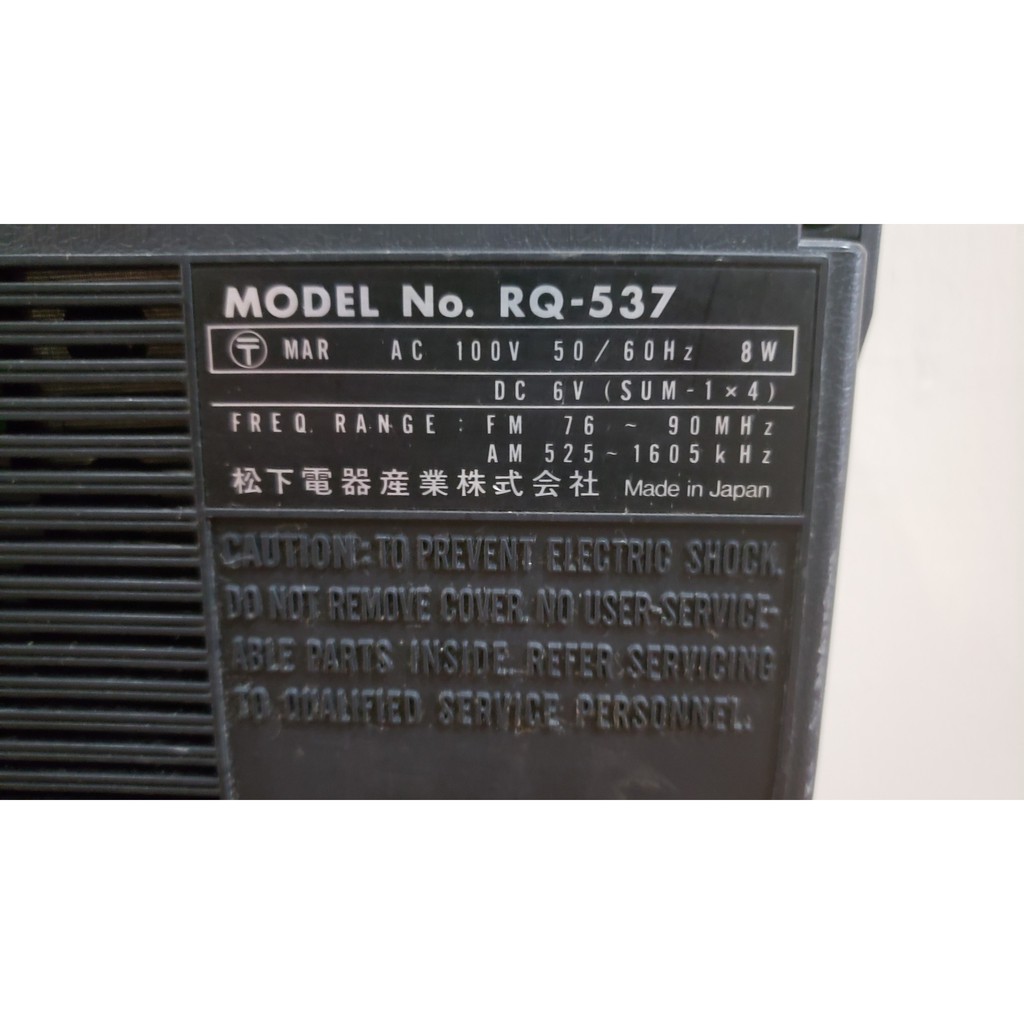 MODEL No. RQ-537
〒 MAR AC 100V 50/60Hz 8W
DC 6V (SUM-1×4)
FREQ. RANGE: FM 76 ~ 90MHz
AM 525~1605kHz
松下電器産業株式会社 Made in Japan
CAUTION: TO PREVENT ELECTRIC SHOCK,
DO NOT REMOVE COVER. NO USER-SERVICE-
ABLE PARTS INSIDE. REFER SERVICING
TO QUALIFIED SERVICE PERSONNEL.